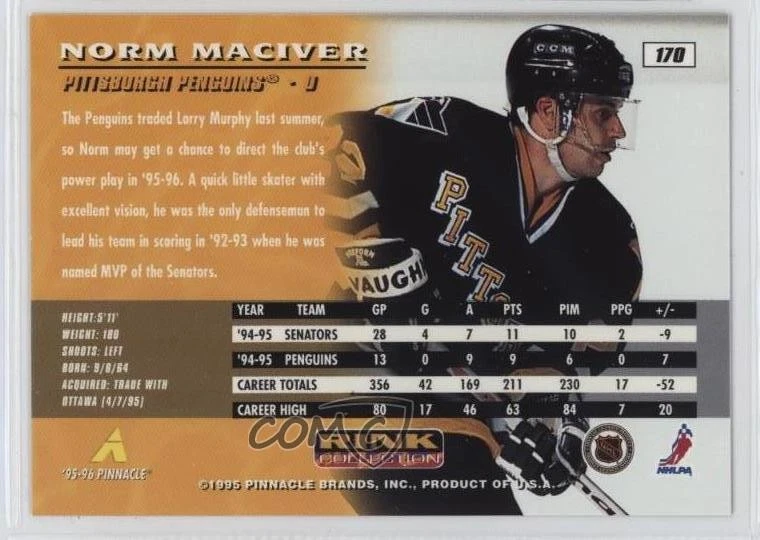 NORM MACIVER
PITTSBURGH PENGUINS® - D
170
CCM
The Penguins traded Larry Murphy last summer,
so Norm may get a chance to direct the club's
power play in '95-96. A quick little skater with
excellent vision, he was the only defenseman to
lead his team in scoring in '92-93 when he was
named MVP of the Senators.
PITTS
VAUGH
HEIGHT:5'11'
WEIGHT: 180
SHOOTS: LEFT
BORN: 9/8/64
ACQUIRED: TRADE WITH
OTTAWA (4/7/95)
YEAR TEAM GP G A PTS PIM PPG +/-
'94-95 SENATORS 28 4 7 11 10 2 -9
'94-95 PENGUINS 13 0 9 9 6 0 7
CAREER TOTALS 356 42 169 211 230 17 -52
CAREER HIGH 80 17 46 63 84 7 20
COMC
RINK
COLLECTION
NHL
NHLPA
'95-96 PINNACLE®
©1995 PINNACLE BRANDS, INC., PRODUCT OF U.S.A.